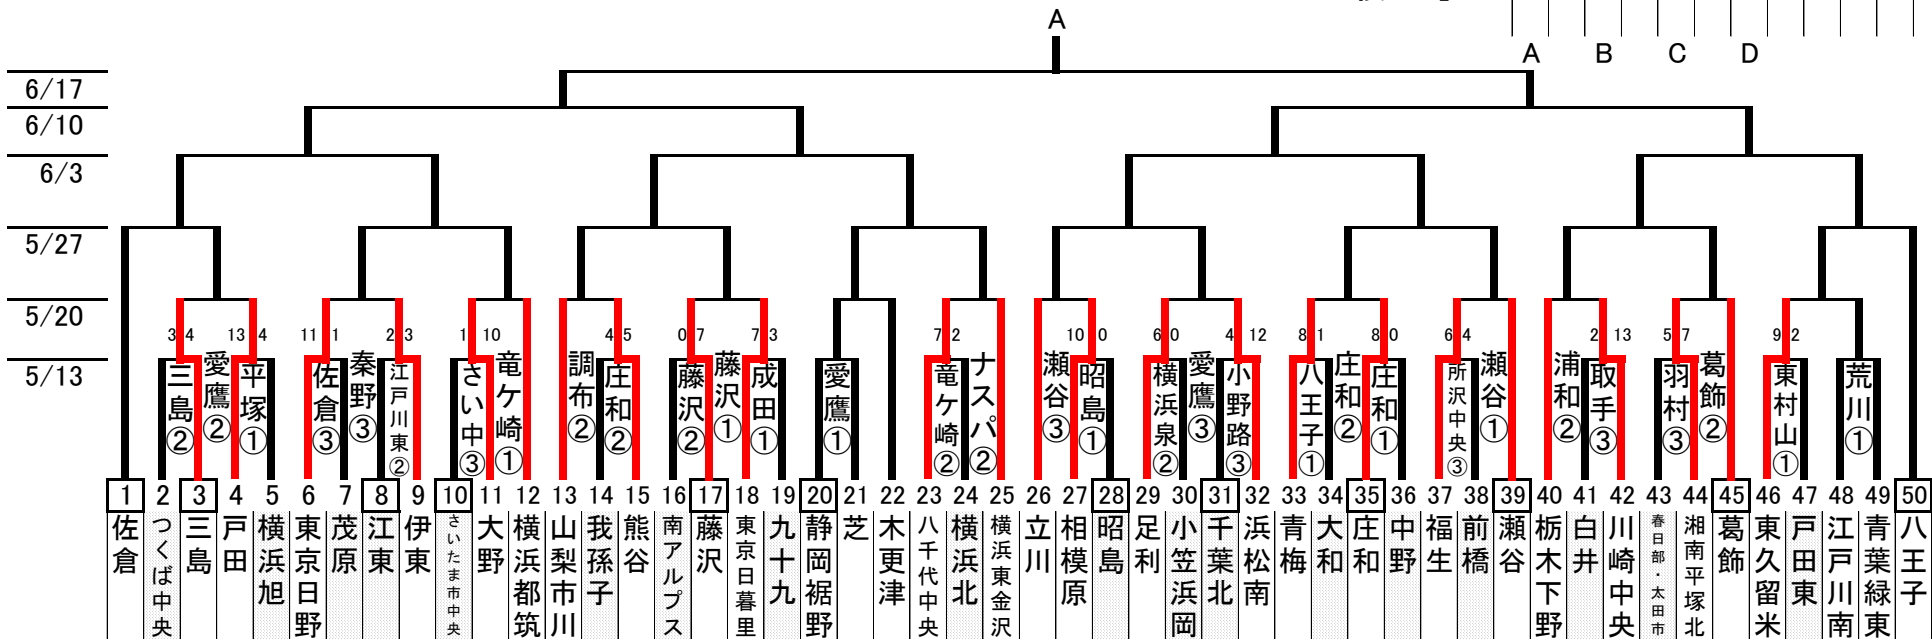 A
A B C D
6/17
6/10
6/3
5/27
5/20
5/13
3 4 13 4 11 1 2 3 1 10 4 5 0 7 7 3 7 2 10 0 6 0 4 12 8 1 8 0 6 4 2 13 5 7 9 2
三島②
愛鷹②
平塚①
佐倉③
秦野③
江戸川東②
さい中③
竜ケ崎①
調布②
庄和②
藤沢②
藤沢①
成田①
愛鷹①
竜ケ崎②
ナスパ②
瀬谷③
昭島①
横浜泉②
愛鷹③
小野路③
八王子①
庄和②
庄和①
所沢中央③
瀬谷①
浦和②
取手③
羽村③
葛飾②
東村山①
荒川①
1 佐倉
2 つくば中央
3 三島
4 戸田
5 横浜旭
6 東京日野
7 茂原
8 江東
9 伊東
10 さいたま市中央
11 大野
12 横浜都筑
13 山梨市川
14 我孫子
15 熊谷
16 南アルプス
17 藤沢
18 東京日暮里
19 九十九
20 静岡裾野
21 芝
22 木更津
23 八千代中央
24 横浜北
25 横浜東金沢
26 立川
27 相模原
28 昭島
29 足利
30 小笠浜岡
31 千葉北
32 浜松南
33 青梅
34 大和
35 庄和
36 中野
37 福生
38 前橋
39 瀬谷
40 栃木下野
41 白井
42 川崎中央
43 春日部・太田市
44 湘南平塚北
45 葛飾
46 東久留米
47 戸田東
48 江戸川南
49 青葉緑東
50 八王子